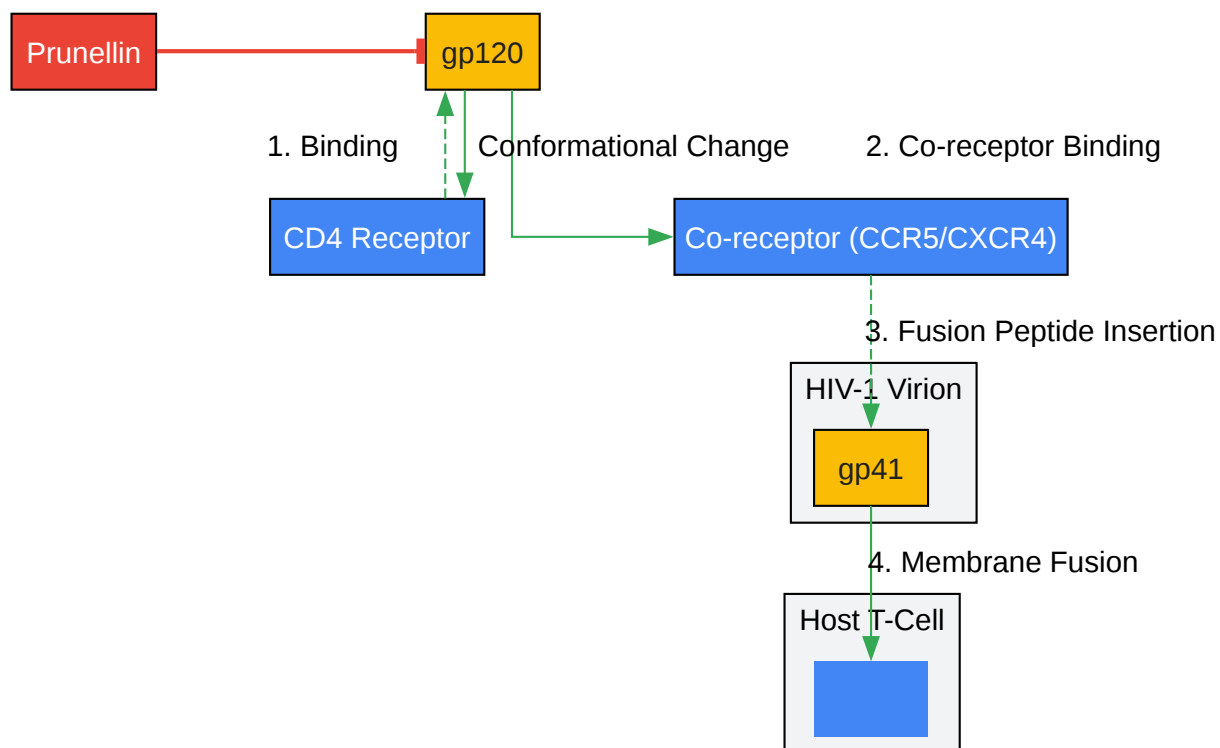 Prunellin
gp120
1. Binding
Conformational Change
2. Co-receptor Binding
CD4 Receptor
Co-receptor (CCR5/CXCR4)
3. Fusion Peptide Insertion
HIV-1 Virion
gp41
4. Membrane Fusion
Host T-Cell